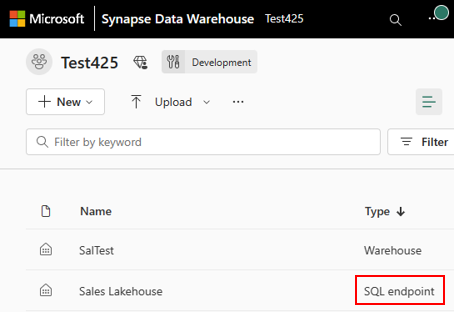 Microsoft Synapse Data Warehouse Test425
Test425 Development
New Upload
Filter by keyword Filter
Name Type
SalTest Warehouse
Sales Lakehouse SQL endpoint